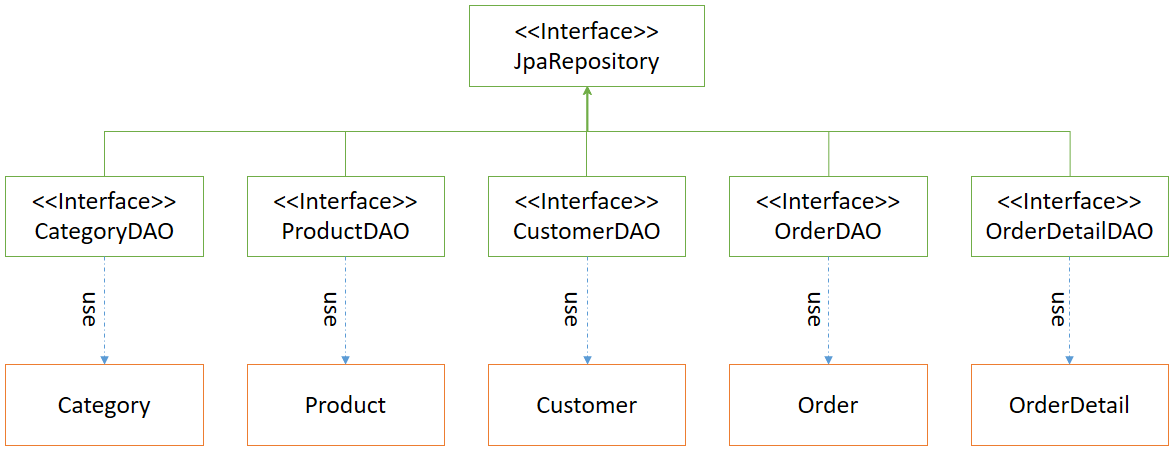 <<Interface>>
JpaRepository
<<Interface>>
CategoryDAO
<<Interface>>
ProductDAO
<<Interface>>
CustomerDAO
<<Interface>>
OrderDAO
<<Interface>>
OrderDetailDAO
use
use
use
use
use
Category
Product
Customer
Order
OrderDetail